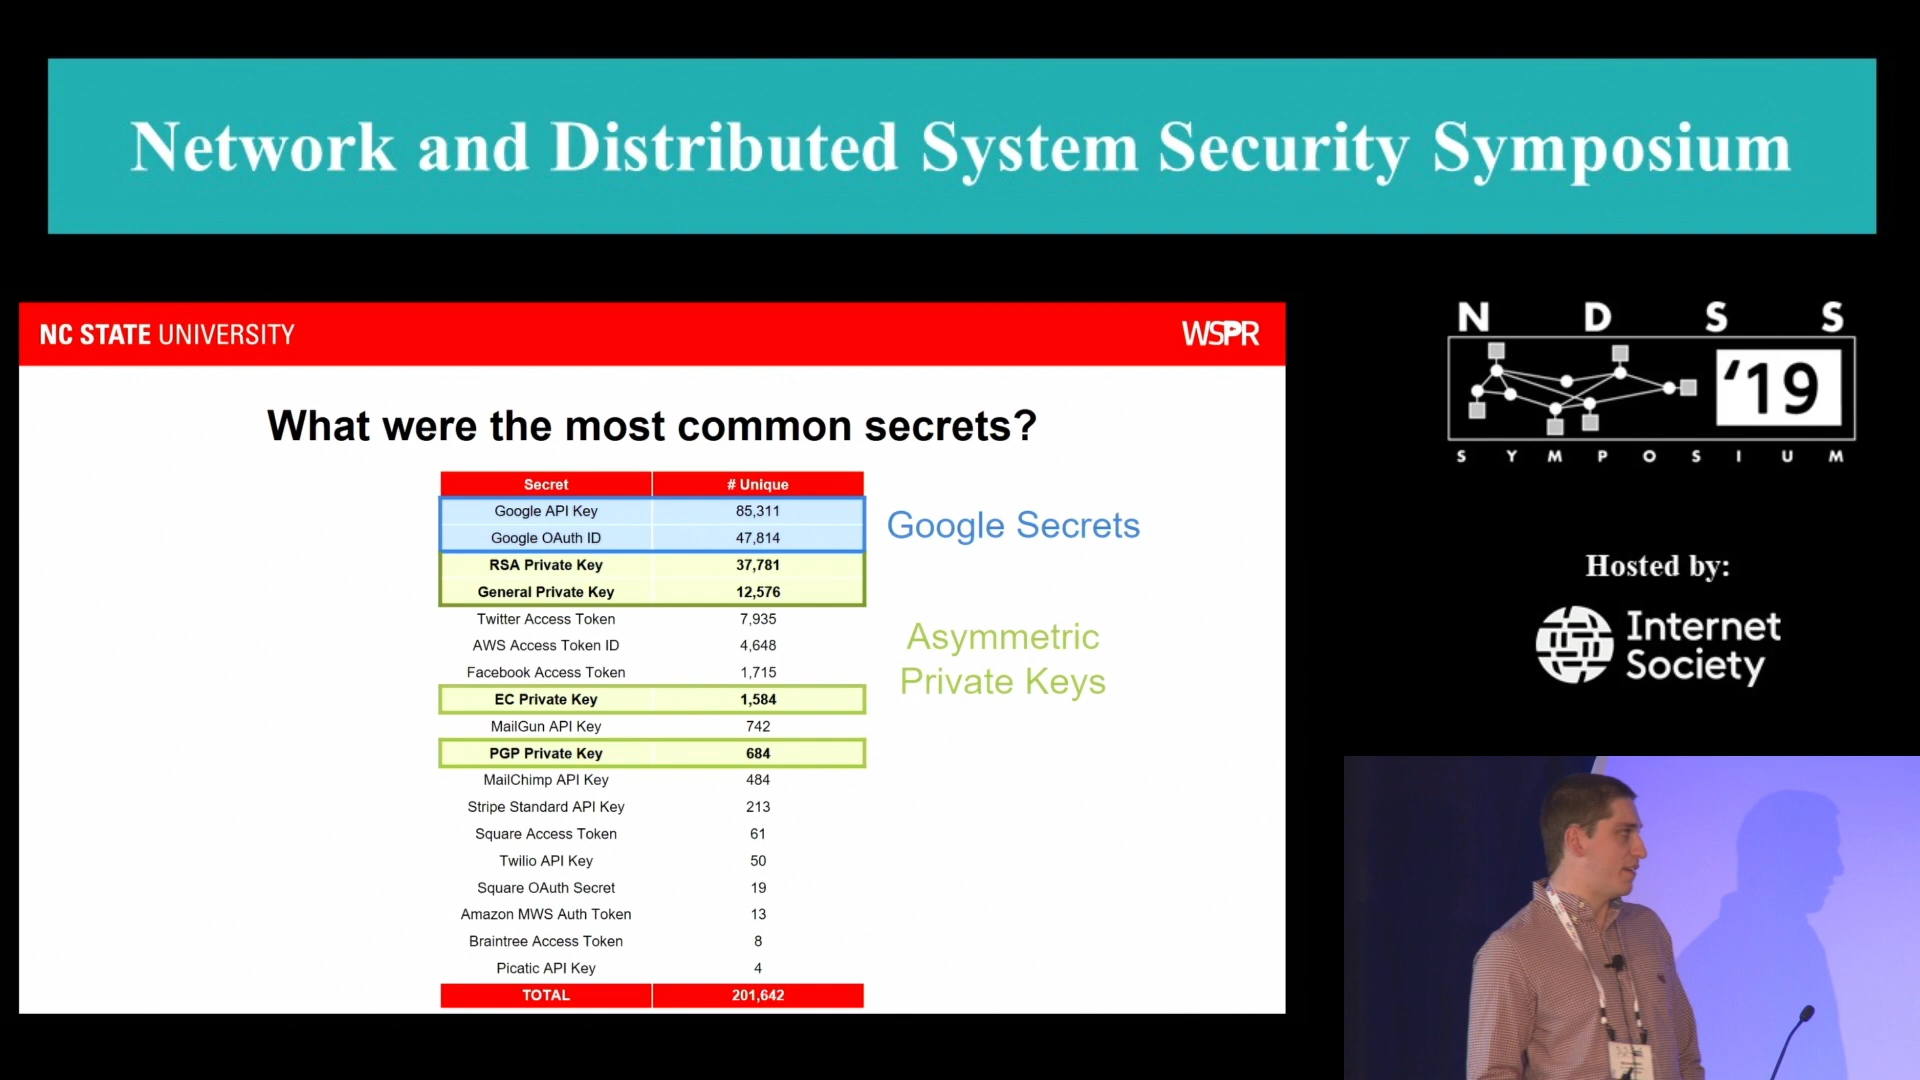 Network and Distributed System Security Symposium
NC STATE UNIVERSITY
WSPR
What were the most common secrets?
Secret # Unique
Google API Key 85,311
Google OAuth ID 47,814
RSA Private Key 37,781
General Private Key 12,576
Twitter Access Token 7,935
AWS Access Token ID 4,648
Facebook Access Token 1,715
EC Private Key 1,584
MailGun API Key 742
PGP Private Key 684
MailChimp API Key 484
Stripe Standard API Key 213
Square Access Token 61
Twilio API Key 50
Square OAuth Secret 19
Amazon MWS Auth Token 13
Braintree Access Token 8
Picatic API Key 4
TOTAL 201,642
Google Secrets
Asymmetric
Private Keys
N D S S
'19
S Y M P O S I U M
Hosted by:
Internet
Society